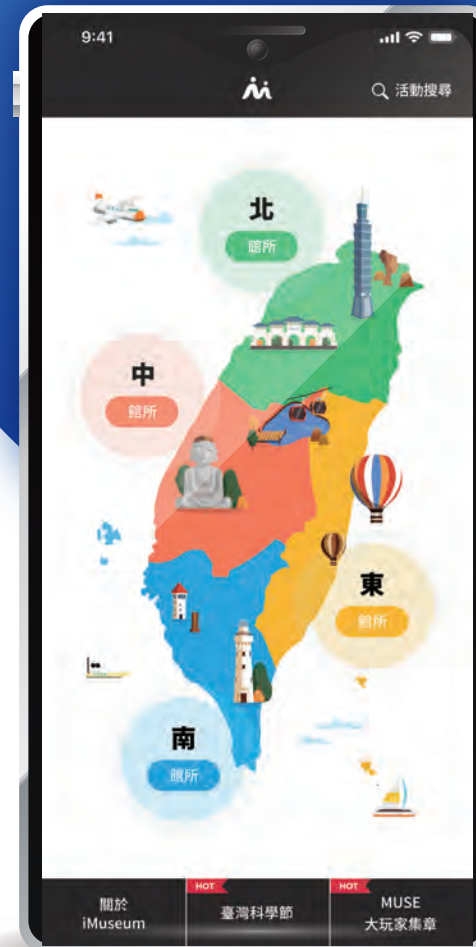 9:41
活動搜尋
北
館所
中
館所
東
館所
南
館所
關於
iMuseum
HOT
臺灣科學節
HOT
MUSE
大玩家集章